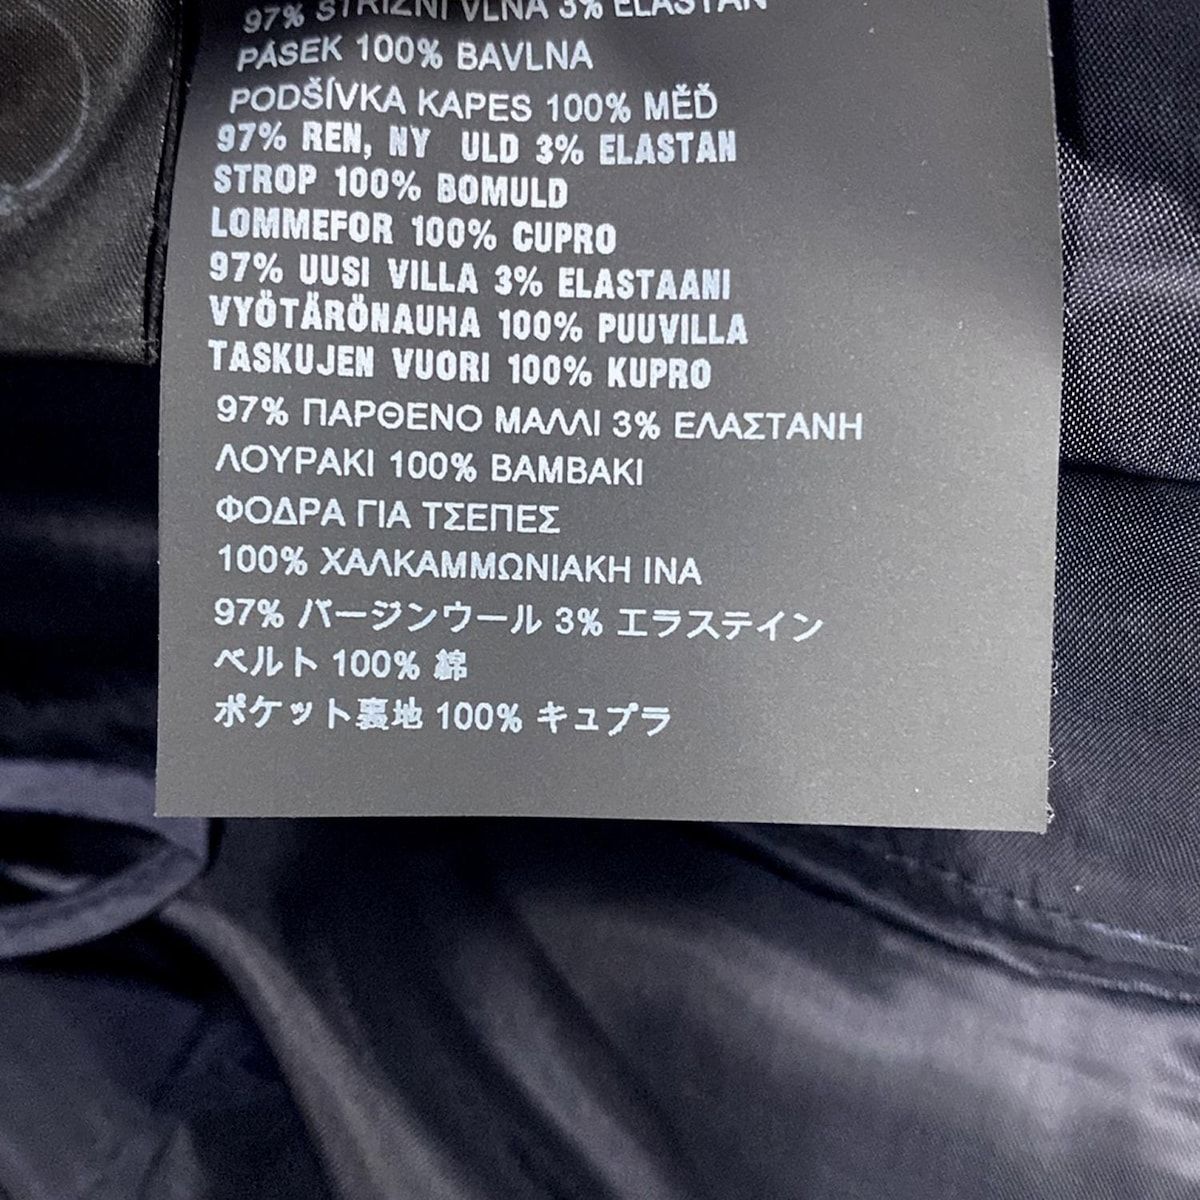 97% STRIŽNÍ VLNA 3% ELASTAN
PÁSEK 100% BAVLNA
PODŠÍVKA KAPES 100% MĚĎ
97% REN, NY ULD 3% ELASTAN
STROP 100% BOMULD
LOMMEFOR 100% CUPRO
97% UUSI VILLA 3% ELASTAANI
VYÖTÄRÖNAUHA 100% PUUVILLA
TASKUJEN VUORI 100% KUPRO
97% ΠΑΡΘΕΝΟ ΜΑΛΛΙ 3% ΕΛΑΣΤΑΝΗ
ΛΟΥΡΑΚΙ 100% ΒΑΜΒΑΚΙ
ΦΟΔΡΑ ΓΙΑ ΤΣΕΠΕΣ
100% ΧΑΛΚΑΜΜΩΝΙΑΚΗ ΙΝΑ
97% バージンウール 3% エラステイン
ベルト 100% 綿
ポケット裏地 100% キュプラ